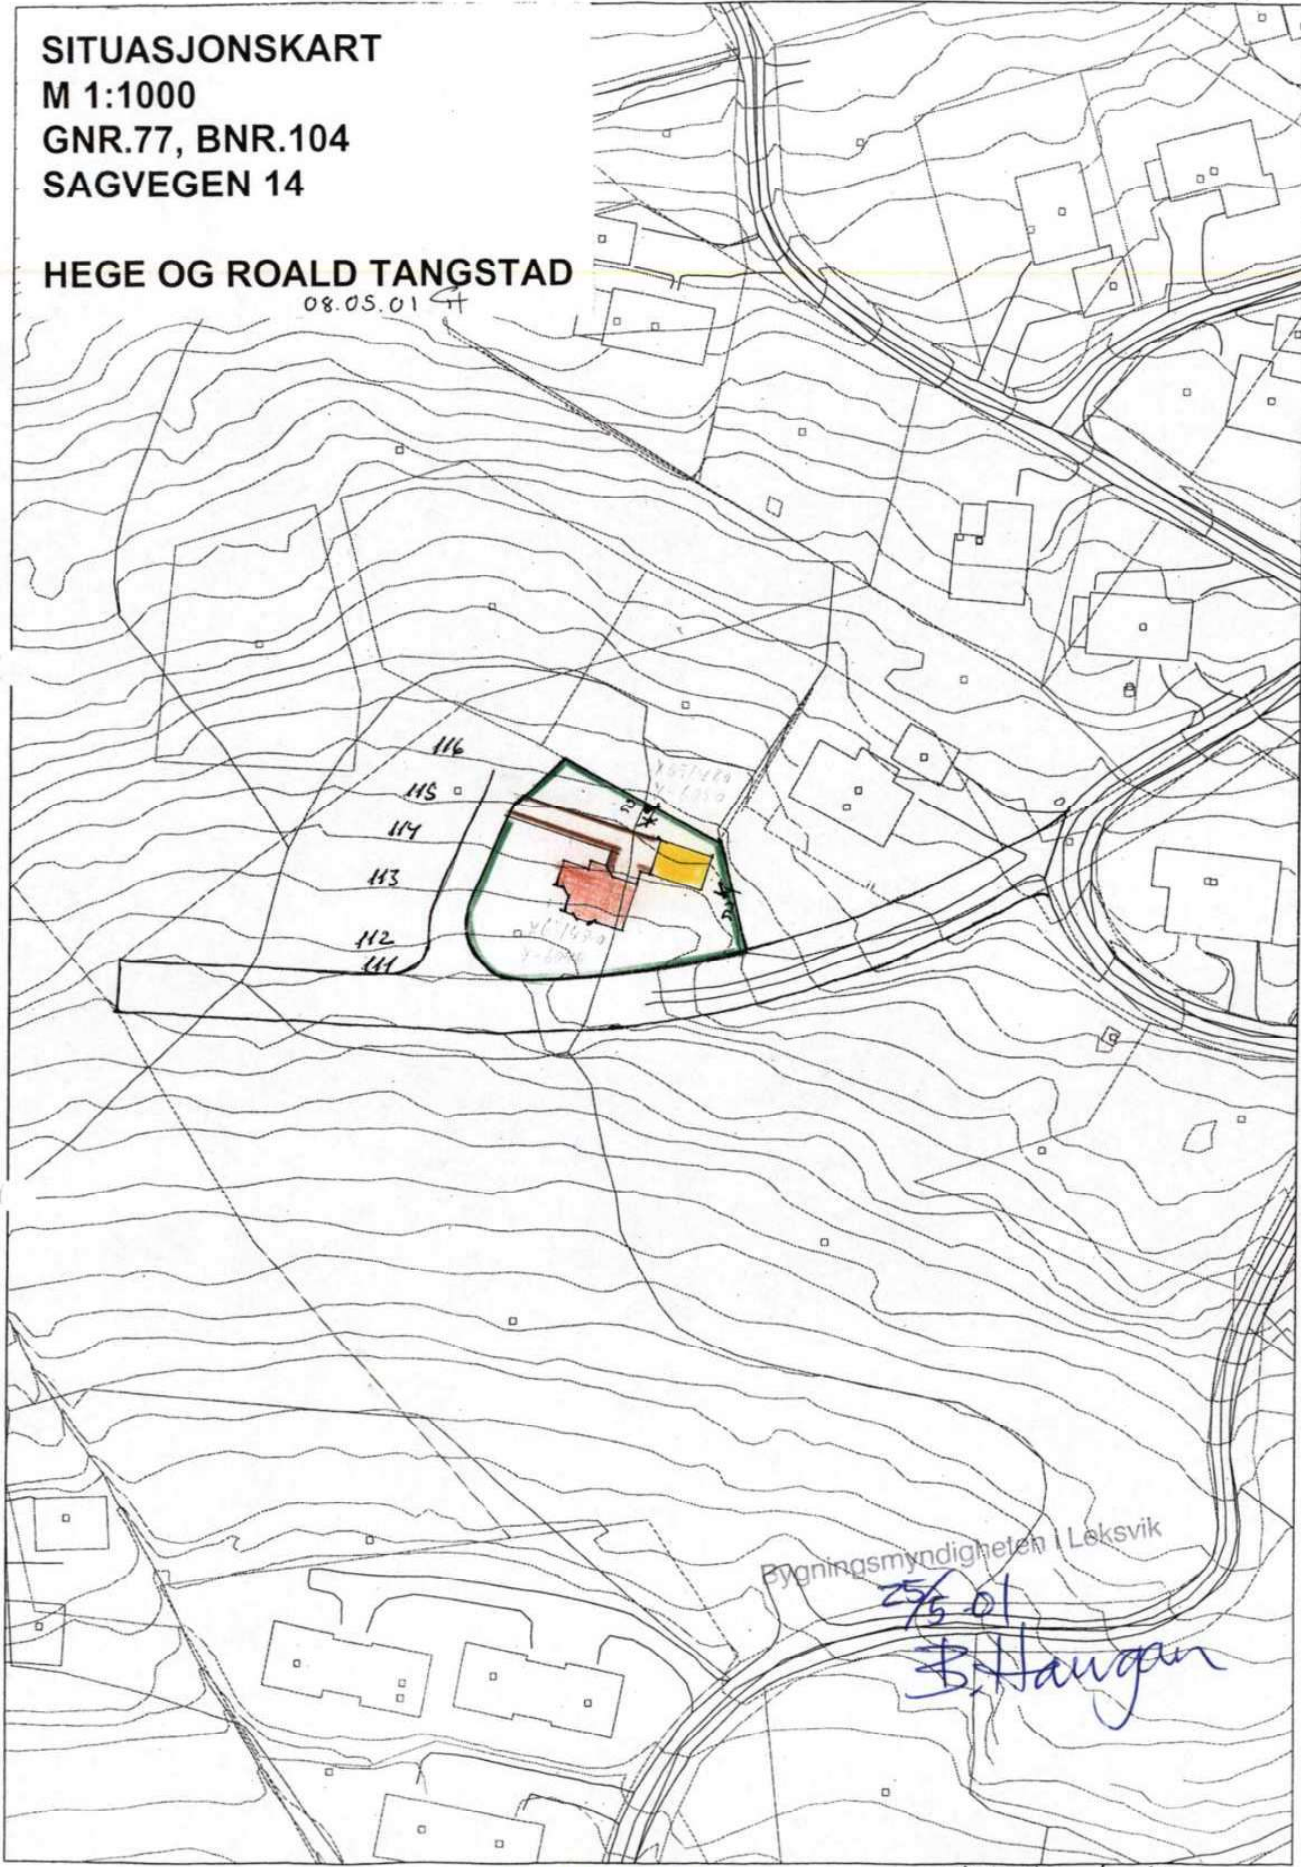 SITUASJONSKART
M 1:1000
GNR.77, BNR.104
SAGVEGEN 14
HEGE OG ROALD TANGSTAD
08.05.01
116
115
114
113
112
111
Bygningsmyndigheten i Leksvik
25/5-01
B. Haugan